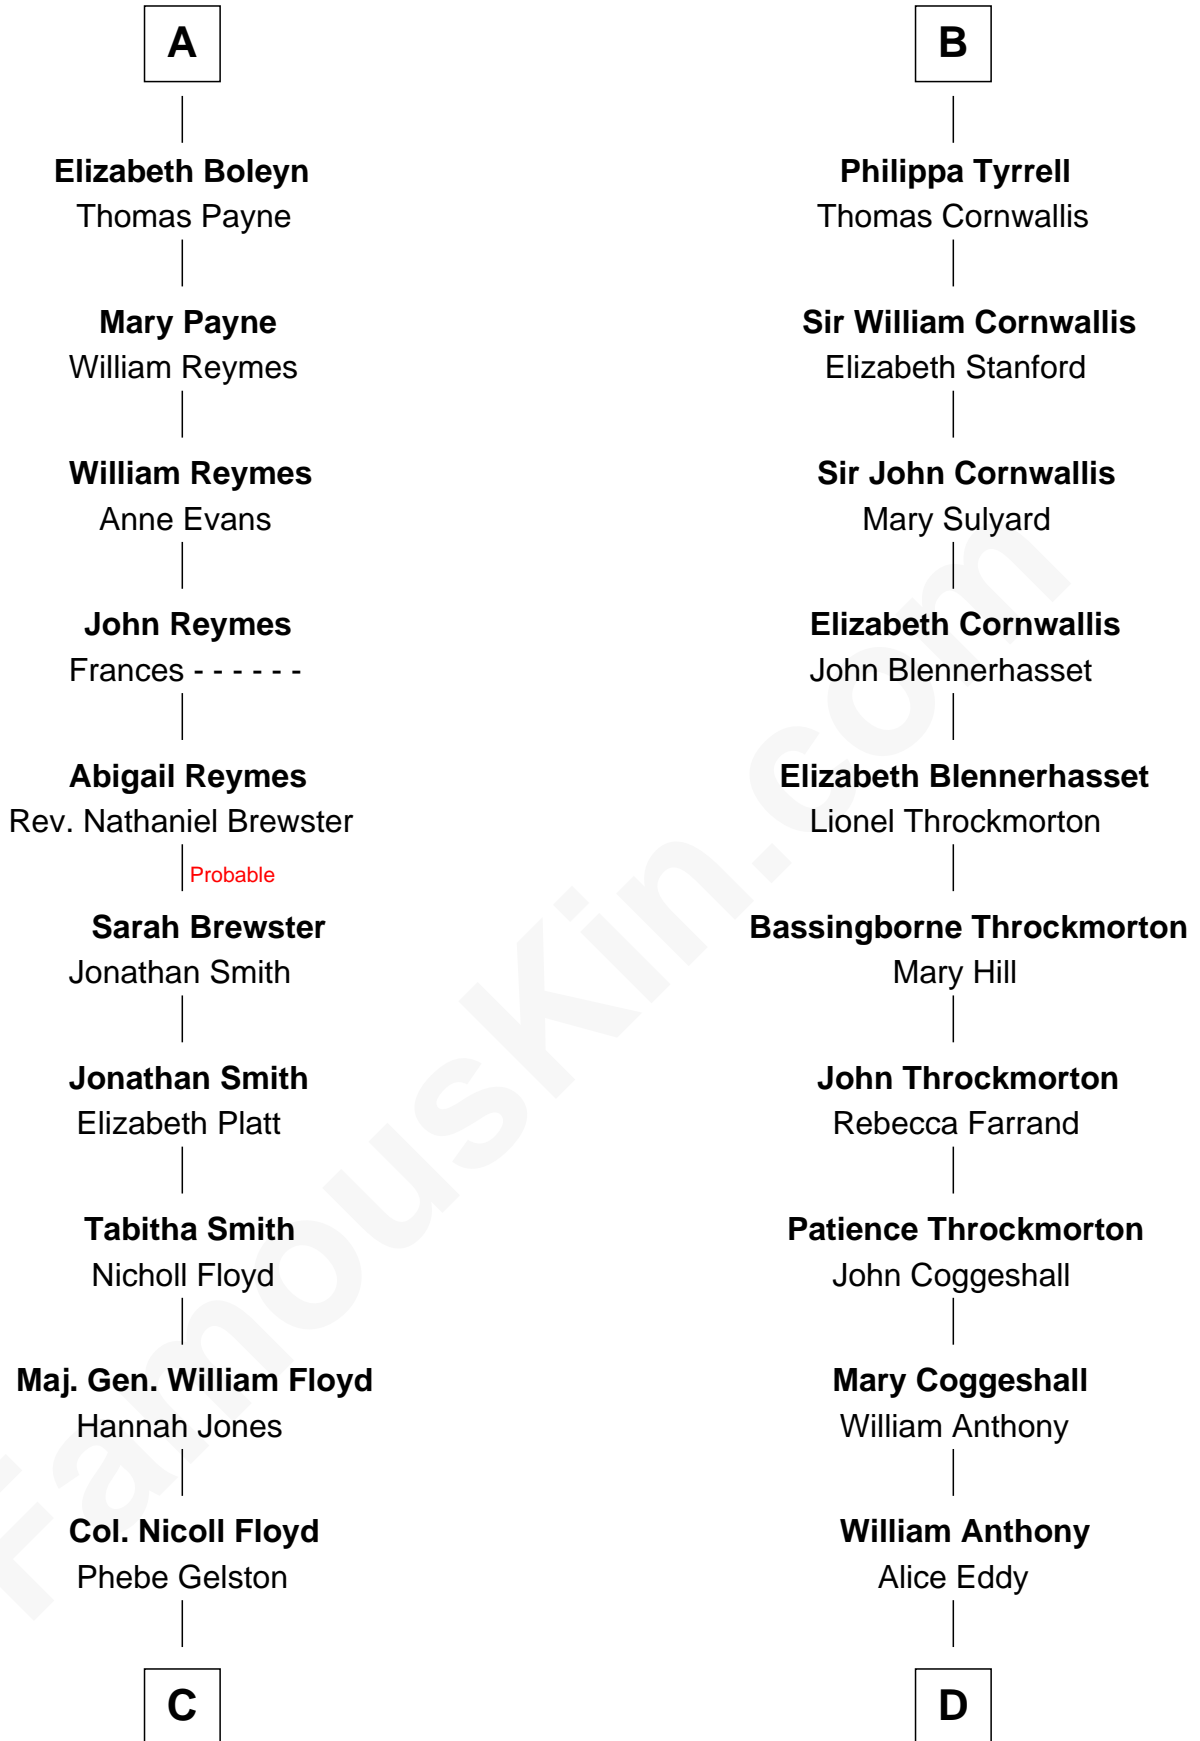 A
Elizabeth Boleyn
Thomas Payne
Mary Payne
William Reymes
William Reymes
Anne Evans
John Reymes
Frances - - - - - -
Abigail Reymes
Rev. Nathaniel Brewster
Probable
Sarah Brewster
Jonathan Smith
Jonathan Smith
Elizabeth Platt
Tabitha Smith
Nicholl Floyd
Maj. Gen. William Floyd
Hannah Jones
Col. Nicoll Floyd
Phebe Gelston
C
B
Philippa Tyrrell
Thomas Cornwallis
Sir William Cornwallis
Elizabeth Stanford
Sir John Cornwallis
Mary Sulyard
Elizabeth Cornwallis
John Blennerhasset
Elizabeth Blennerhasset
Lionel Throckmorton
Bassingborne Throckmorton
Mary Hill
John Throckmorton
Rebecca Farrand
Patience Throckmorton
John Coggeshall
Mary Coggeshall
William Anthony
William Anthony
Alice Eddy
D
FamousKin.com